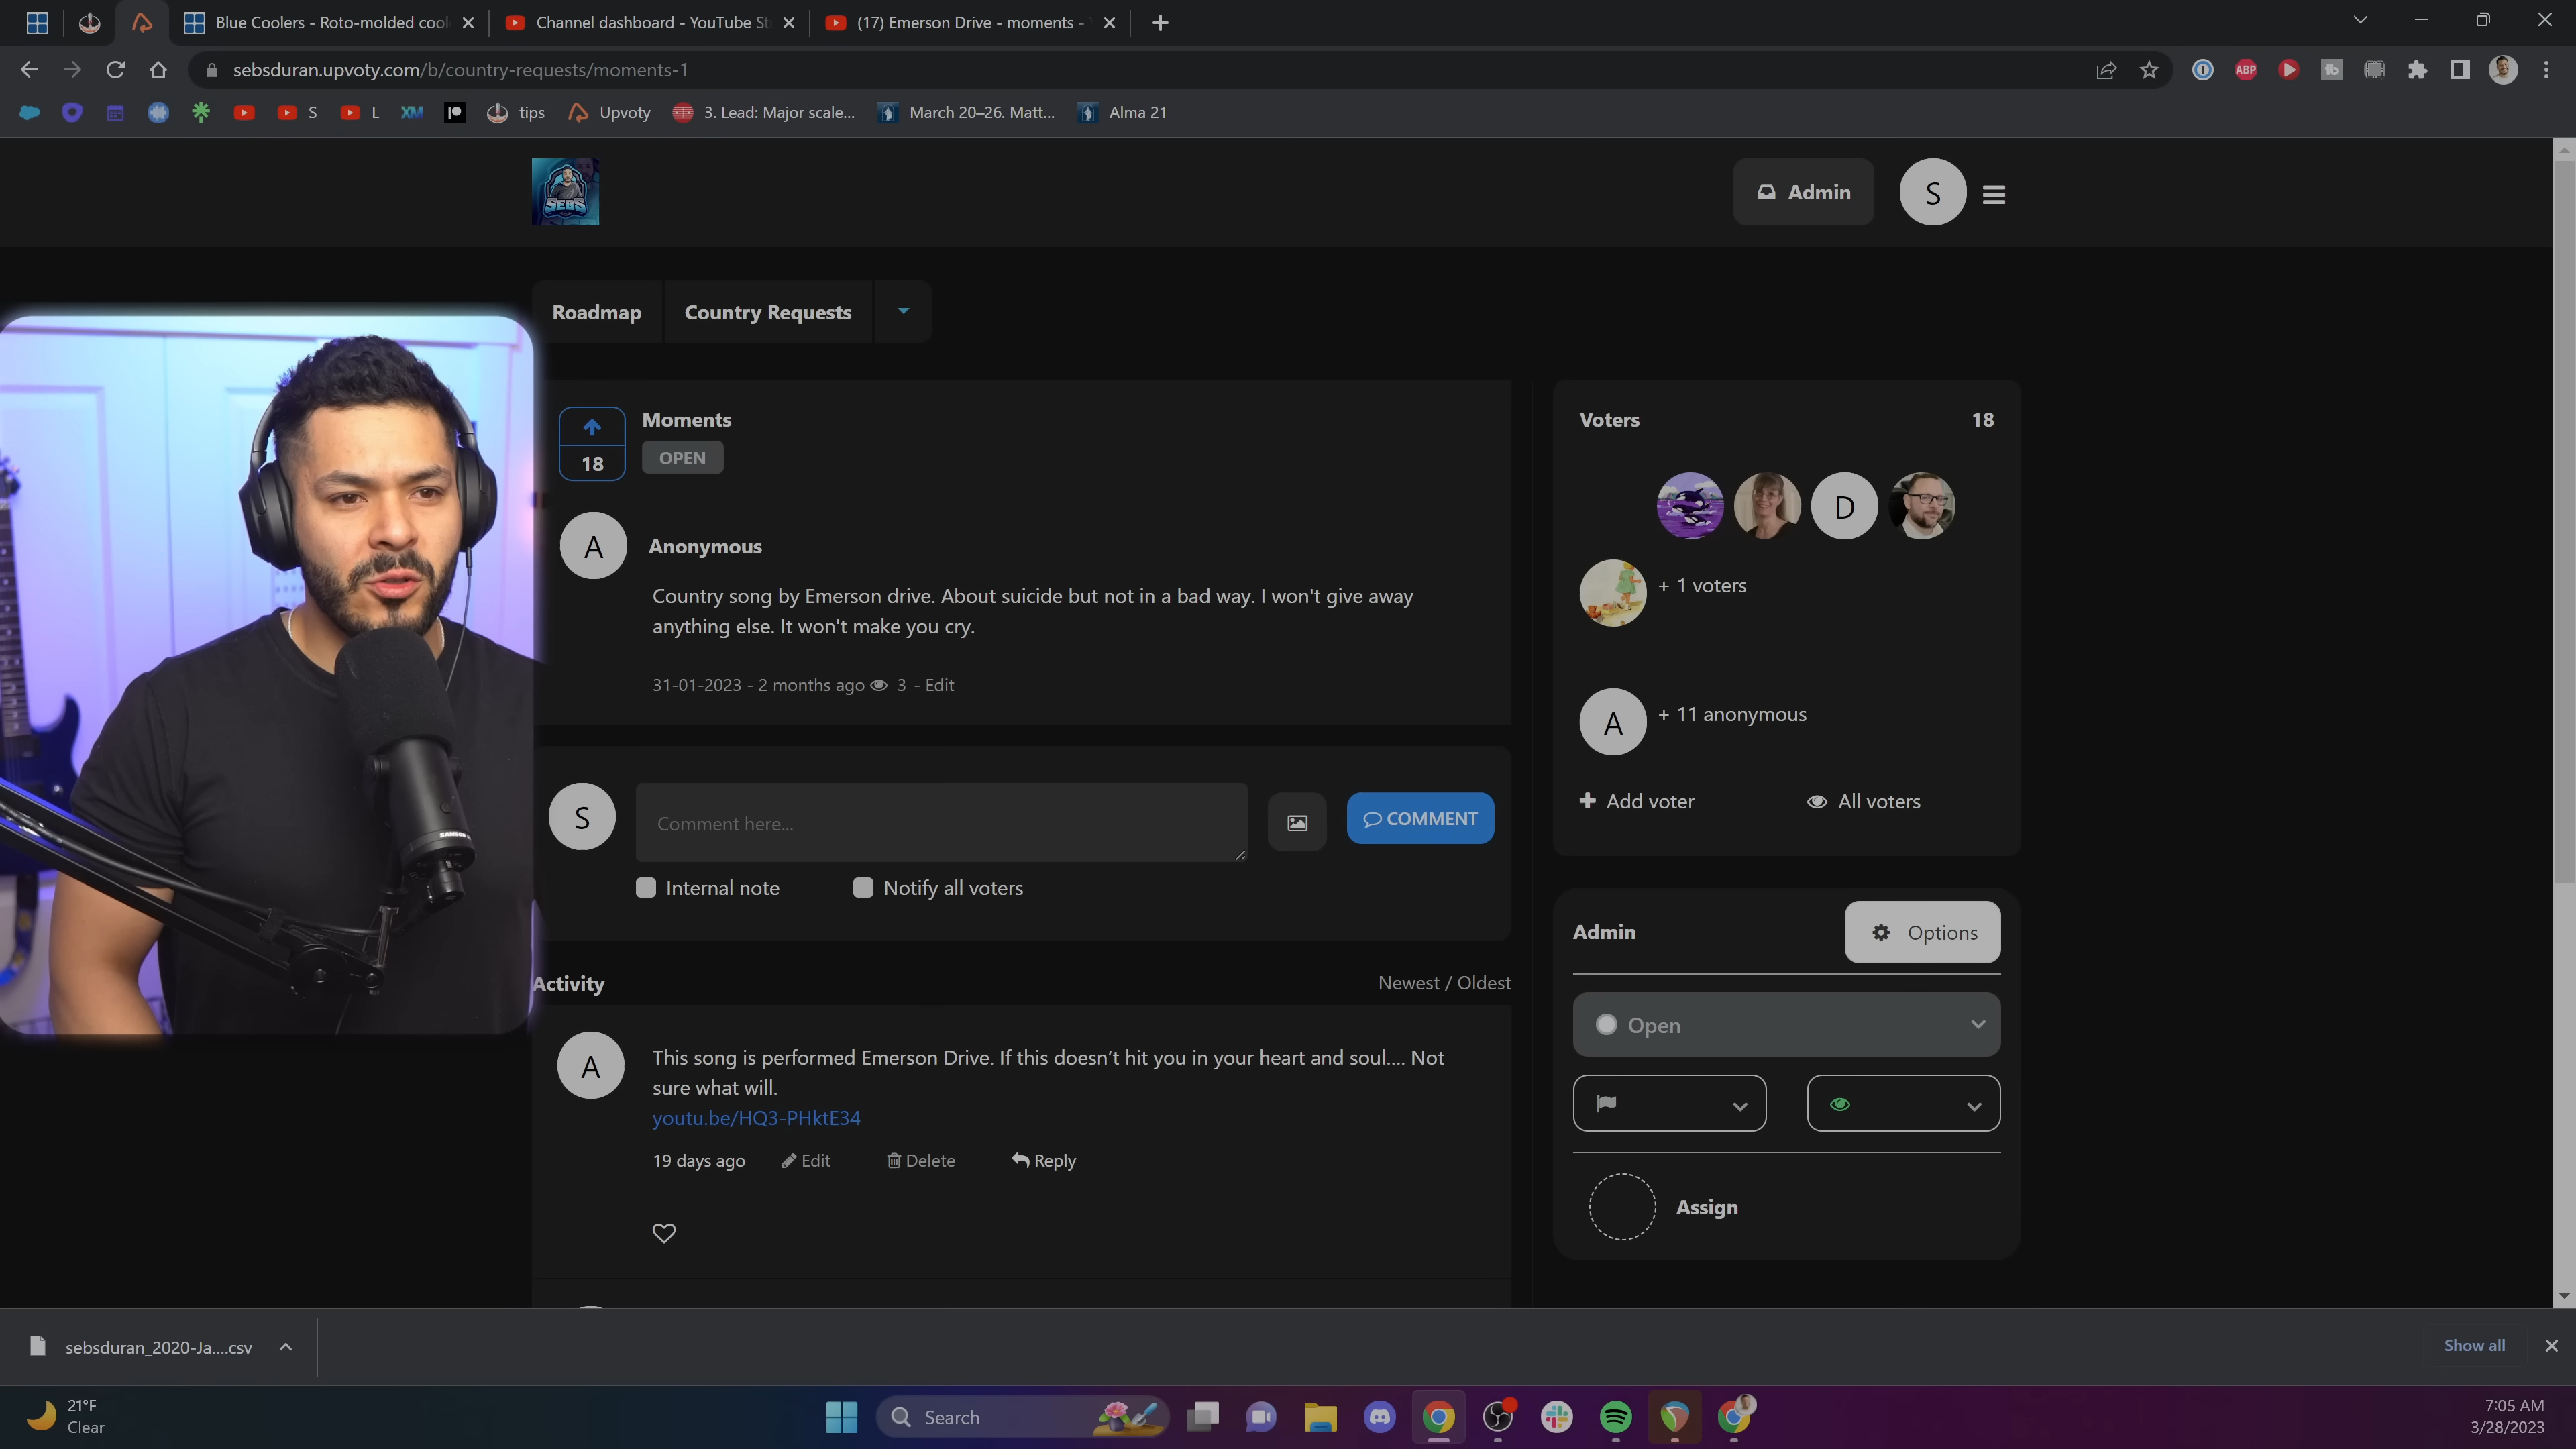 Blue Coolers - Roto-molded cool
Channel dashboard - YouTube St
(17) Emerson Drive - moments -
sebsduran.upvoty.com/b/country-requests/moments-1
ABP
tb
S
L
XM
tips
Upvoty
3. Lead: Major scale...
March 20–26. Matt...
Alma 21
SEBS
Admin
S
Roadmap
Country Requests
Moments
18
OPEN
A
Anonymous
Country song by Emerson drive. About suicide but not in a bad way. I won't give away
anything else. It won't make you cry.
31-01-2023 - 2 months ago 3 - Edit
S
Comment here...
COMMENT
Internal note
Notify all voters
Activity
Newest / Oldest
A
This song is performed Emerson Drive. If this doesn't hit you in your heart and soul.... Not
sure what will.
youtu.be/HQ3-PHktE34
19 days ago
Edit
Delete
Reply
Voters
18
D
+ 1 voters
A
+ 11 anonymous
Add voter
All voters
Admin
Options
Open
Assign
SAMSON
sebsduran_2020-Ja....csv
Show all
21°F
Clear
Search
7:05 AM
3/28/2023